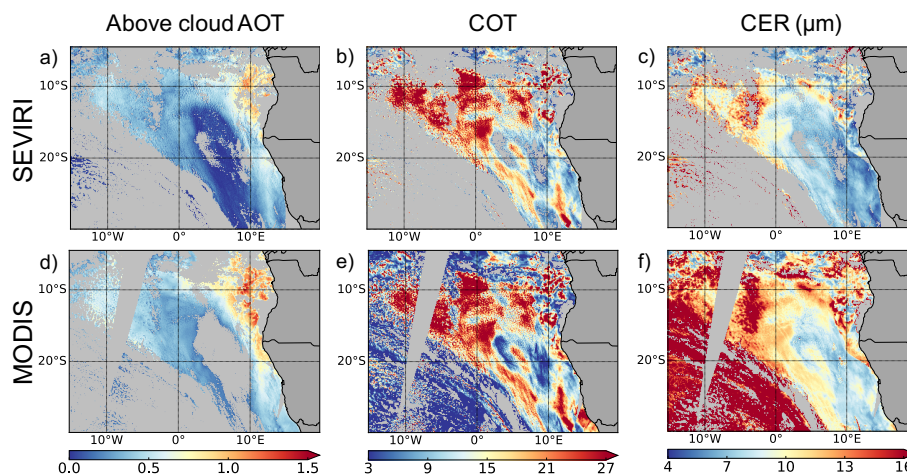 Above cloud AOT COT CER (μm)
SEVIRI
a) b) c)
10°S 10°S 10°S
20°S 20°S 20°S
10°W 0° 10°E 10°W 0° 10°E 10°W 0° 10°E
MODIS
d) e) f)
10°S 10°S 10°S
20°S 20°S 20°S
10°W 0° 10°E 10°W 0° 10°E 10°W 0° 10°E
0.0 0.5 1.0 1.5 3 9 15 21 27 4 7 10 13 16